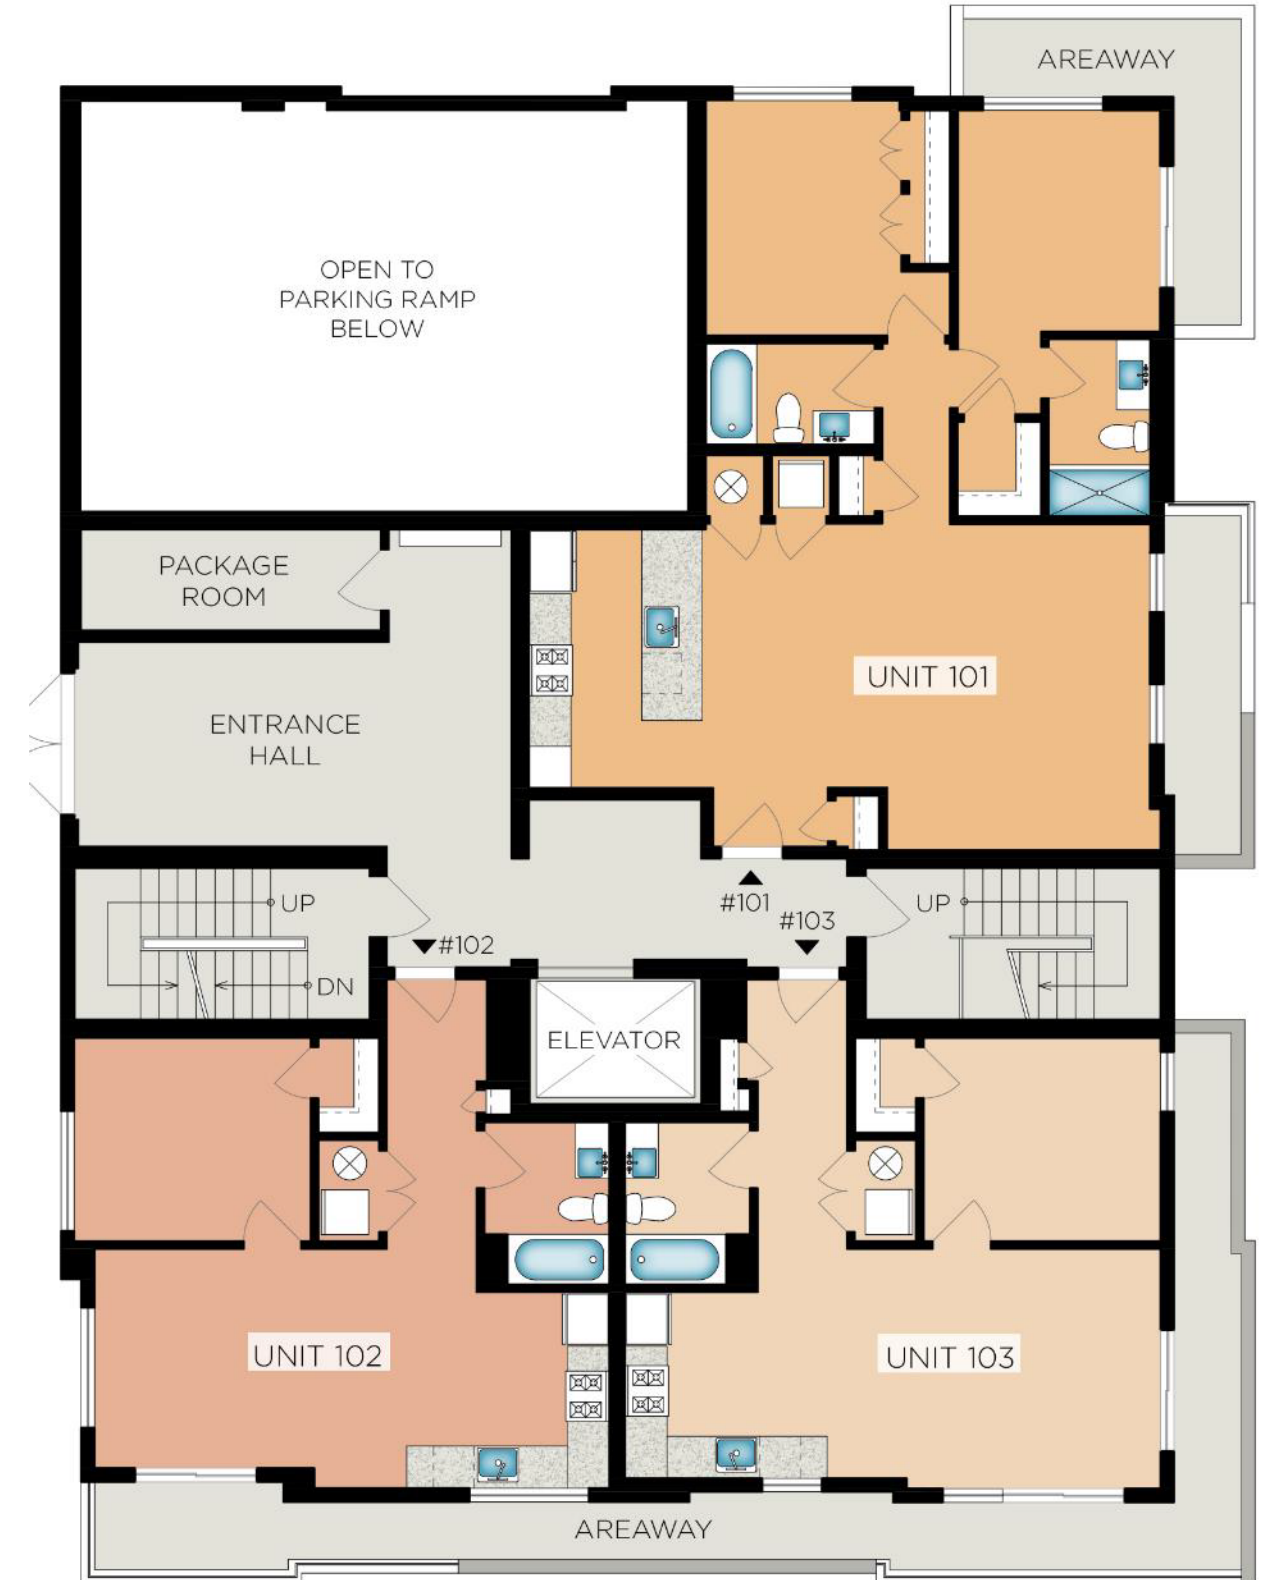 AREAWAY
OPEN TO
PARKING RAMP
BELOW
PACKAGE
ROOM
UNIT 101
ENTRANCE
HALL
UP
#101
UP
#103
#102
DN
ELEVATOR
UNIT 102
UNIT 103
AREAWAY